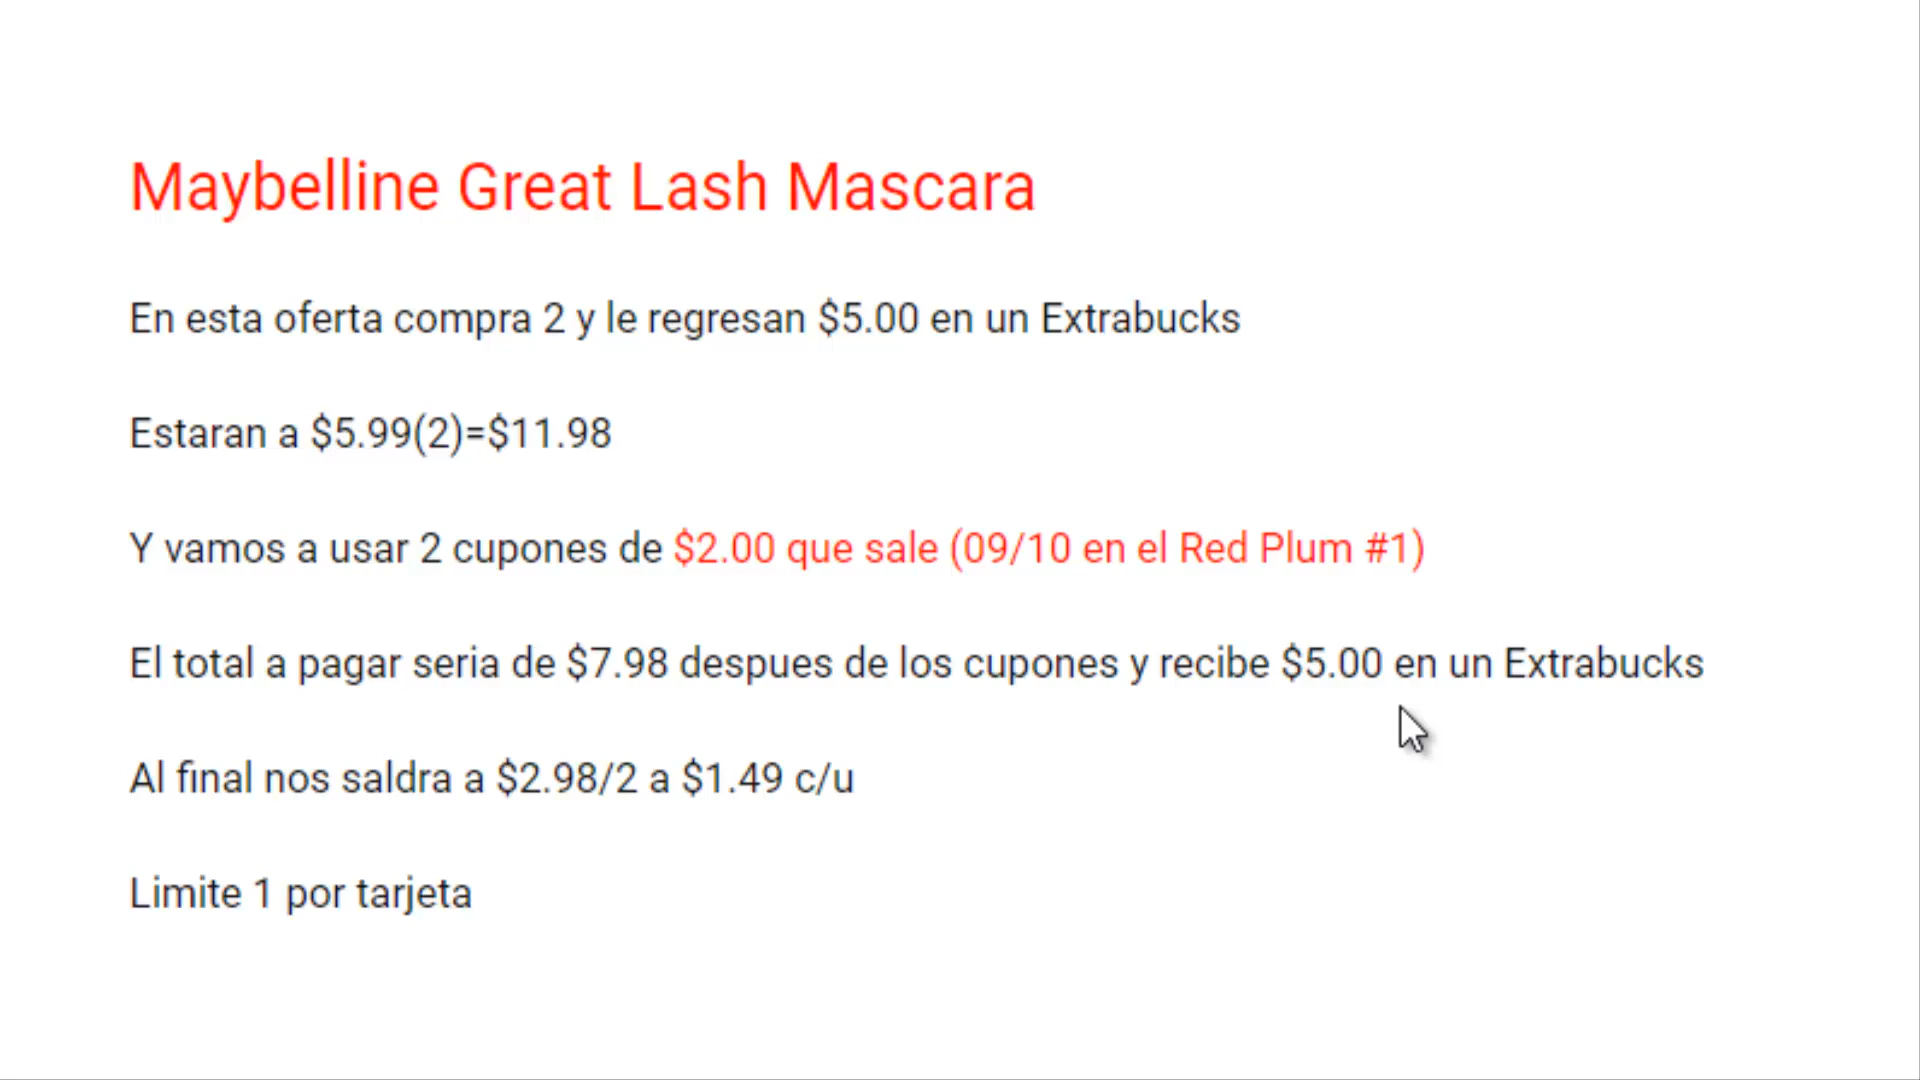 Maybelline Great Lash Mascara
En esta oferta compra 2 y le regresan $5.00 en un Extrabucks
Estaran a $5.99(2)=$11.98
Y vamos a usar 2 cupones de $2.00 que sale (09/10 en el Red Plum #1)
El total a pagar seria de $7.98 despues de los cupones y recibe $5.00 en un Extrabucks
Al final nos saldra a $2.98/2 a $1.49 c/u
Limite 1 por tarjeta